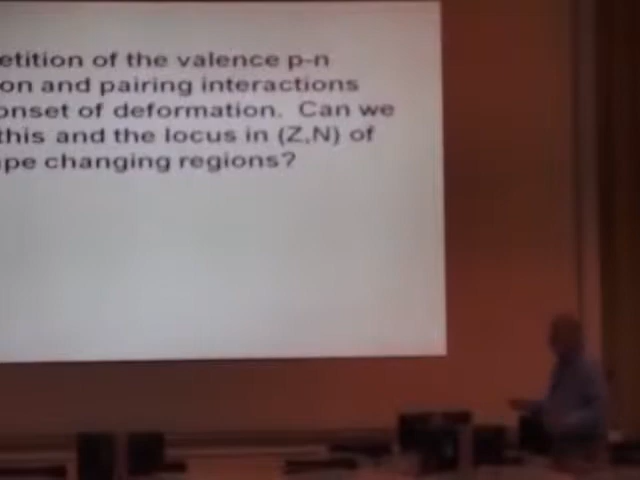 etition of the valence p-n
on and pairing interactions
onset of deformation. Can we
this and the locus in (Z,N) of
pe changing regions?